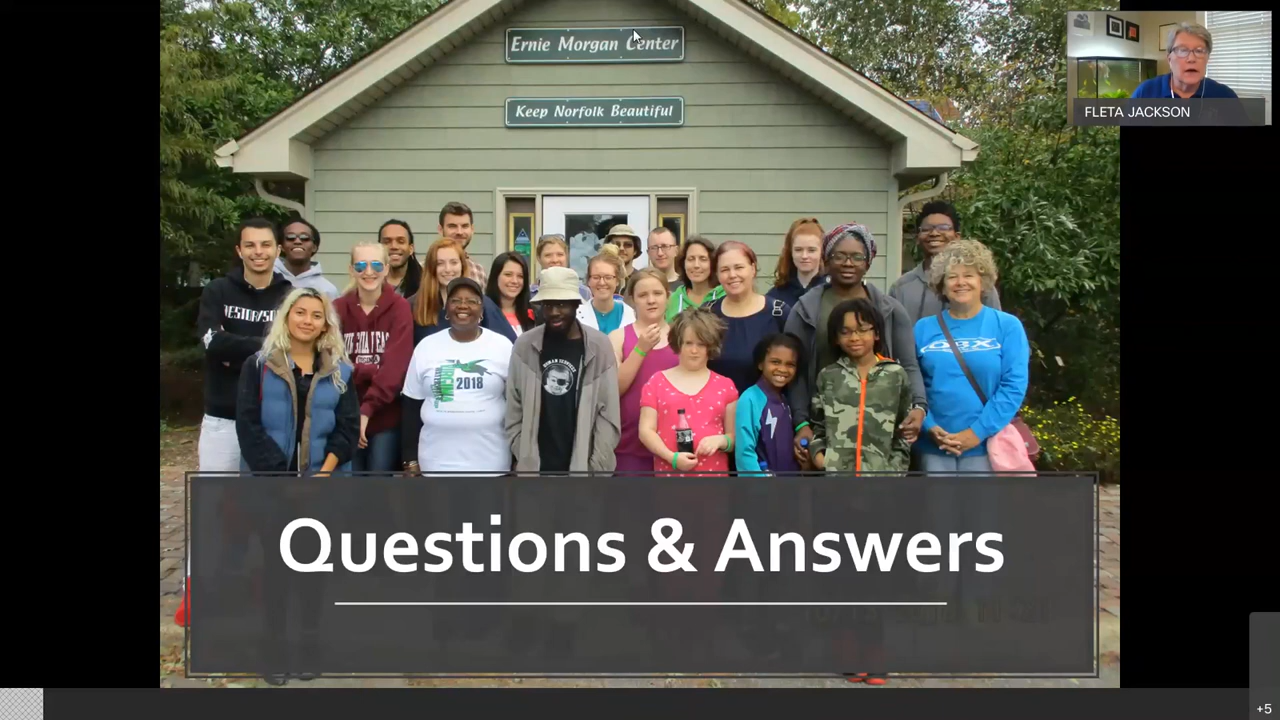 Ernie Morgan Center
Keep Norfolk Beautiful
FLETA JACKSON
2018
OBX
Questions & Answers
+5